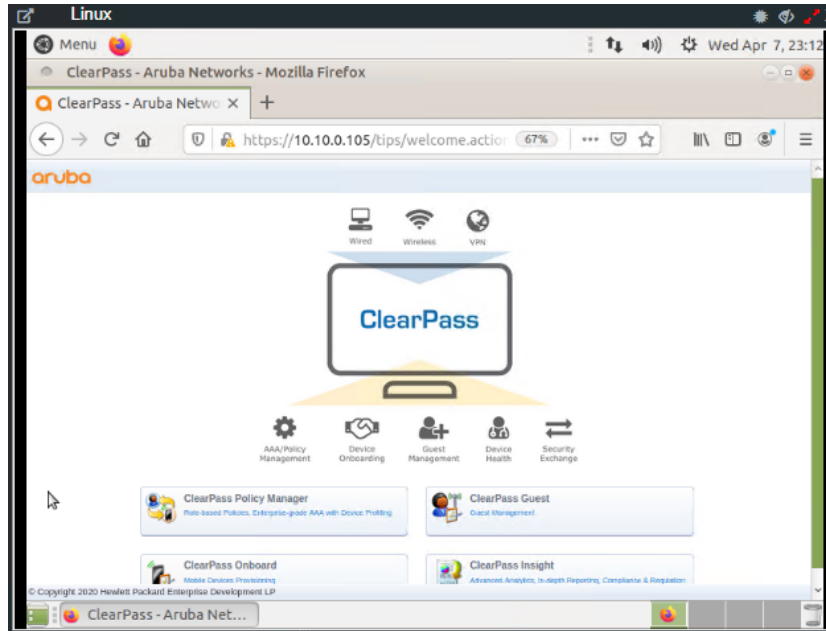 Linux
Menu
Wed Apr 7, 23:12
ClearPass - Aruba Networks - Mozilla Firefox
ClearPass - Aruba Netwo
https://10.10.0.105/tips/welcome.action 67%
aruba
Wired Wireless VPN
ClearPass
AAA/Policy Management
Device Onboarding
Guest Management
Device Health
Security Exchange
ClearPass Policy Manager
Role-based Policies, Enterprise-grade AAA with Device Profiling
ClearPass Guest
Guest Management
ClearPass Onboard
Mobile Devices Provisioning
ClearPass Insight
Advanced Analytics, In-depth Reporting, Compliance & Regulation
© Copyright 2020 Hewlett Packard Enterprise Development LP
ClearPass - Aruba Net...